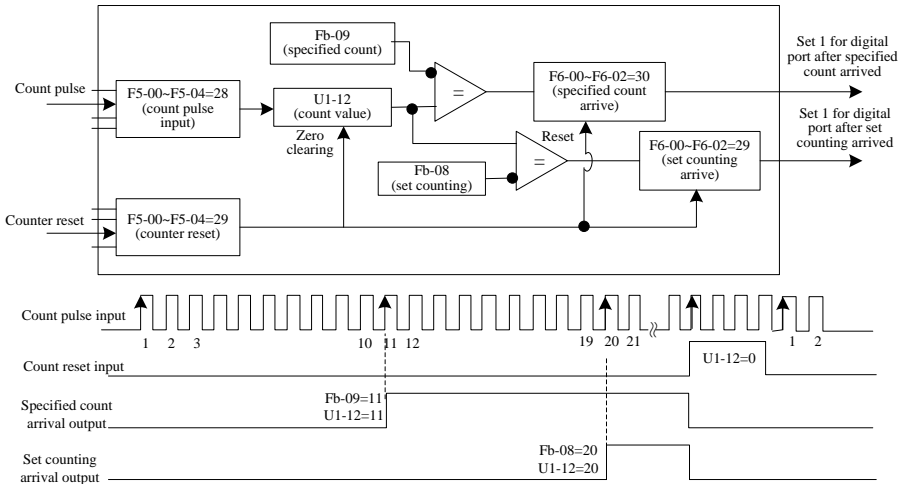 Fb-09
(specified count)
Set 1 for digital
port after specified
count arrived
Count pulse
F5-00~F5-04=28
(count pulse
input)
U1-12
(count value)
=
F6-00~F6-02=30
(specified count
arrive)
Zero
clearing
Reset
Set 1 for digital
port after set
counting arrived
Fb-08
(set counting)
=
F6-00~F6-02=29
(set counting
arrive)
Counter reset
F5-00~F5-04=29
(counter reset)
Count pulse input
1 2 3 10 11 12 19 20 21 1 2
Count reset input
U1-12=0
Specified count
arrival output
Fb-09=11
U1-12=11
Set counting
arrival output
Fb-08=20
U1-12=20